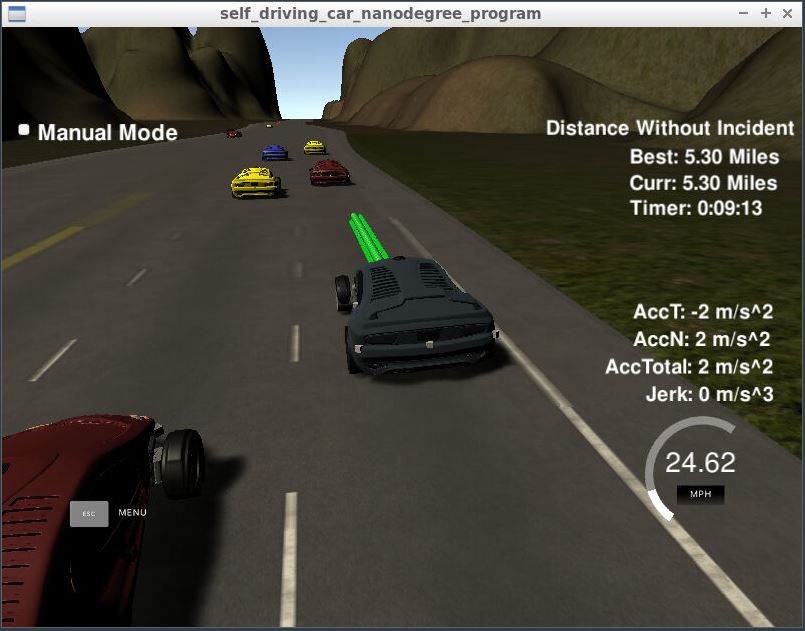 self_driving_car_nanodegree_program
Manual Mode
Distance Without Incident
Best: 5.30 Miles
Curr: 5.30 Miles
Timer: 0:09:13
AccT: -2 m/s^2
AccN: 2 m/s^2
AccTotal: 2 m/s^2
Jerk: 0 m/s^3
24.62
MPH
ESC MENU